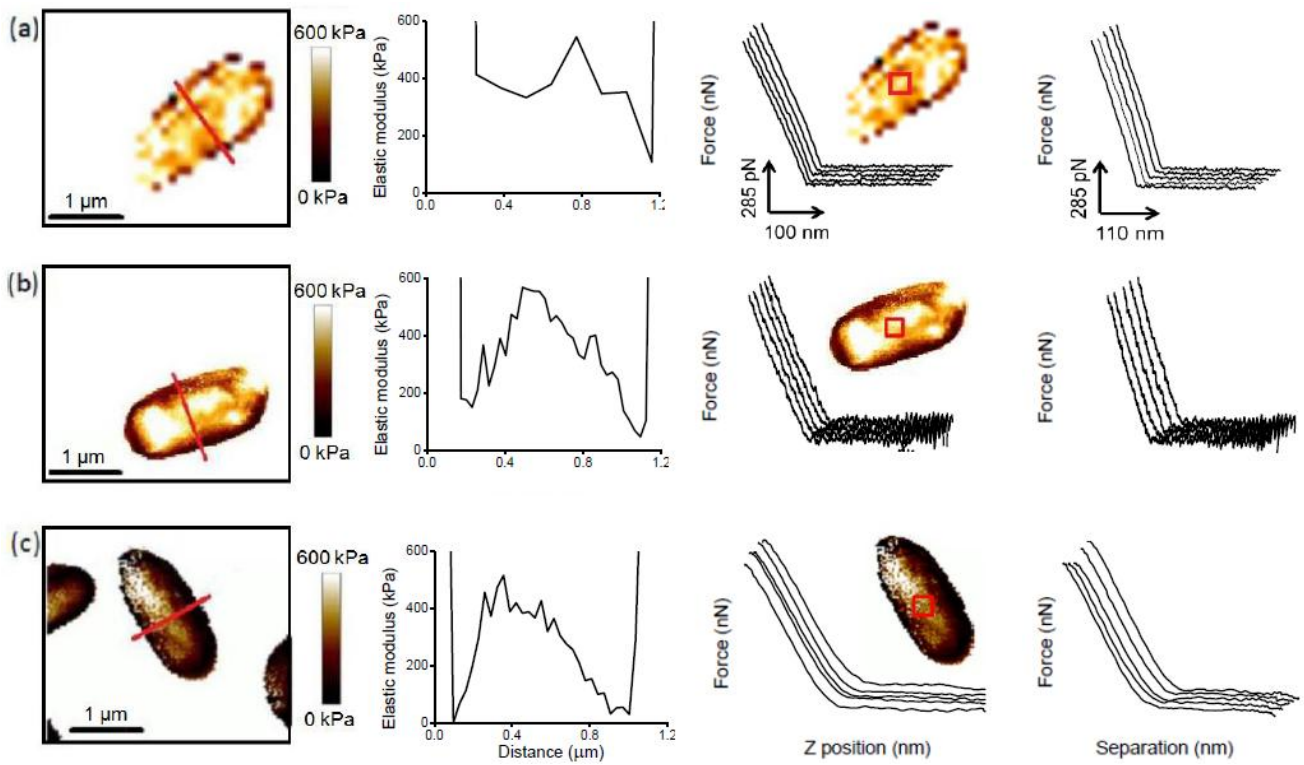 (a)
600 kPa
0 kPa
1 µm
Elastic modulus (kPa)
600
400
200
0
0.0
0.4
0.8
1.2
Force (nN)
285 pN
100 nm
Force (nN)
285 pN
110 nm
(b)
600 kPa
0 kPa
1 µm
Elastic modulus (kPa)
600
400
200
0
0.0
0.4
0.8
1.2
Force (nN)
Force (nN)
(c)
600 kPa
0 kPa
1 µm
Elastic modulus (kPa)
600
400
200
0
0.0
0.4
0.8
1.2
Distance (µm)
Force (nN)
Z position (nm)
Force (nN)
Separation (nm)